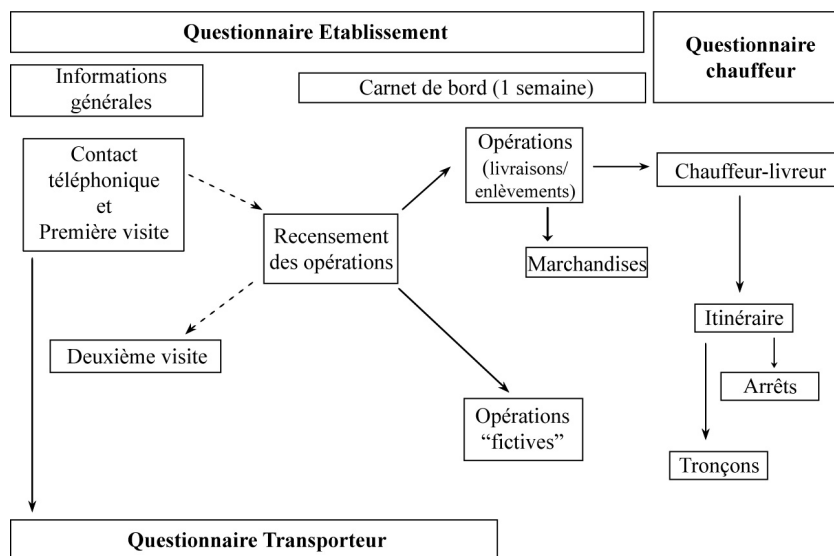 Questionnaire Etablissement
Questionnaire
chauffeur
Informations
générales
Carnet de bord (1 semaine)
Contact
téléphonique
et
Première visite
Opérations
(livraisons/
enlèvements)
Chauffeur-livreur
Recensement
des opérations
Marchandises
Itinéraire
Deuxième visite
Arrêts
Opérations
“fictives”
Tronçons
Questionnaire Transporteur